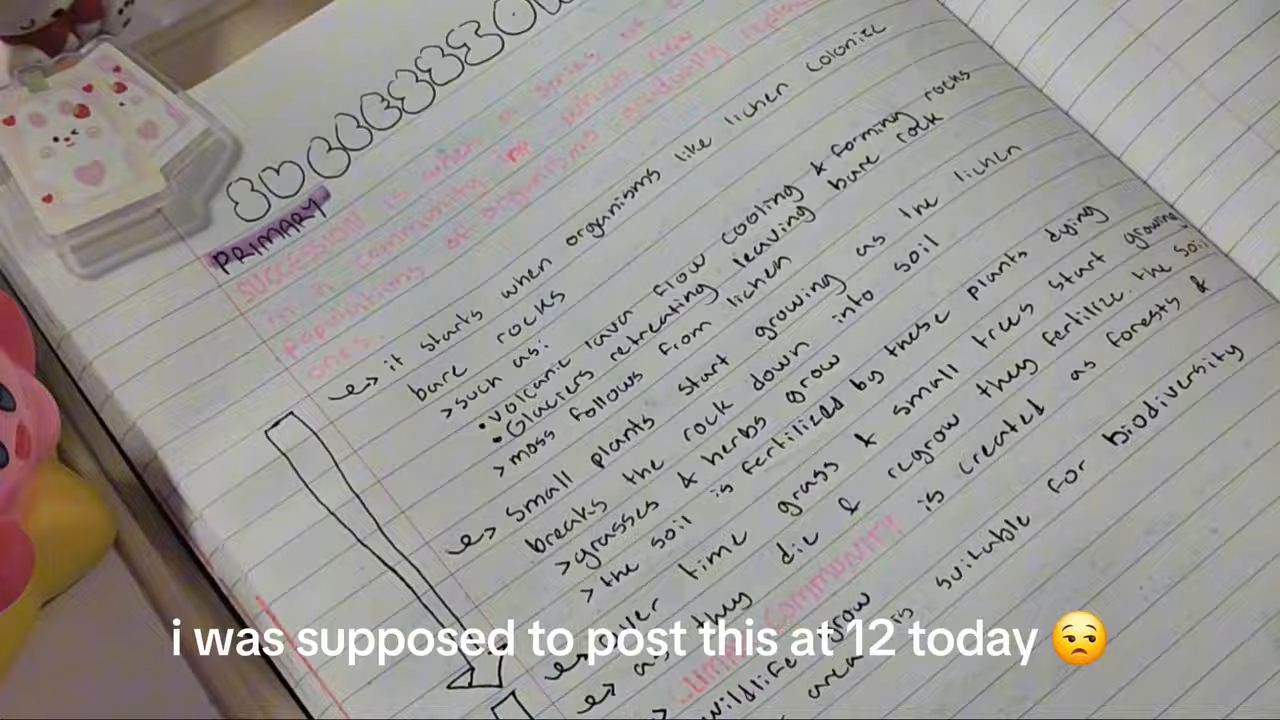 PRIMARY
SUCCESSION is when a series of
in a community in which new
populations of organisms gradually replace
ones.
it starts when organisms like lichen colonize
bare rocks
>such as:
•volcanic lava flow cooling & forming rocks
•Glaciers retreating leaving bare rock
>moss follows from lichen
small plants start growing as the lichen
breaks the rock down into soil
>grasses & herbs grow
>the soil is fertilized by these plants dying
over time grass & small trees start growing
as they die & regrow they fertilize the soil
> COMMUNITY is created as forests &
wildlife grow
area is suitable for biodiversity
i was supposed to post this at 12 today 😒